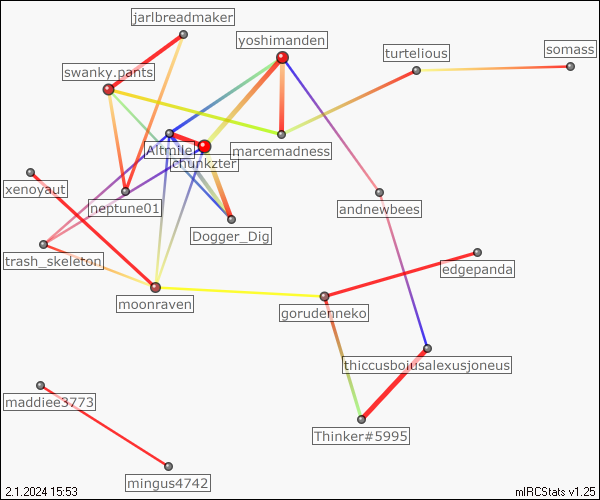 jarlbreadmaker
yoshimanden
turtelious
somass
swanky.pants
Altmile
marcemadness
chunkzter
xenoyaut
neptune01
andnewbees
Dogger_Dig
trash_skeleton
edgepanda
moonraven
gorudenneko
thiccusboiusalexusjoneus
maddiee3773
Thinker#5995
mingus4742
2.1.2024 15:53
mIRCStats v1.25